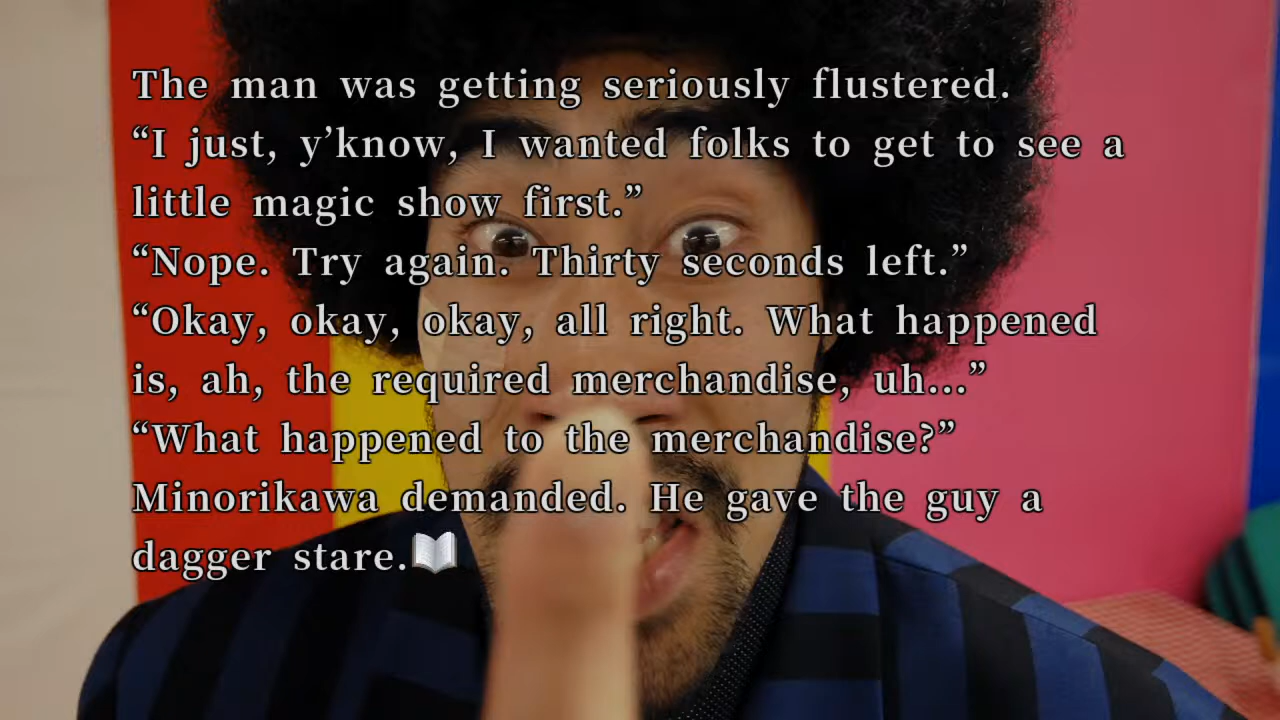 The man was getting seriously flustered.
“I just, y’know, I wanted folks to get to see a
little magic show first.”
“Nope. Try again. Thirty seconds left.”
“Okay, okay, okay, all right. What happened
is, ah, the required merchandise, uh...”
“What happened to the merchandise?”
Minorikawa demanded. He gave the guy a
dagger stare.